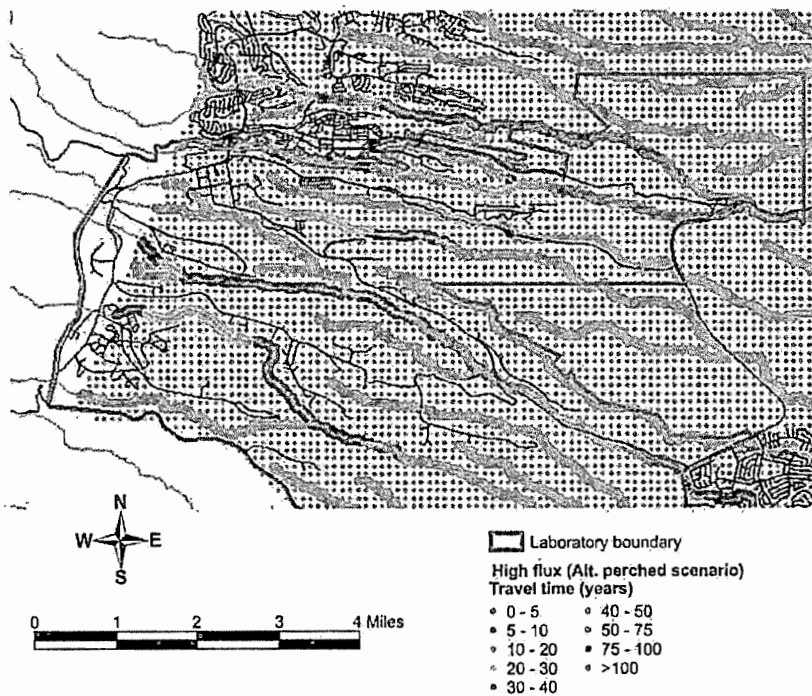 N
W E
S
0 1 2 3 4 Miles
Laboratory boundary
High flux (Alt. perched scenario)
Travel time (years)
0 - 5
5 - 10
10 - 20
20 - 30
30 - 40
40 - 50
50 - 75
75 - 100
>100